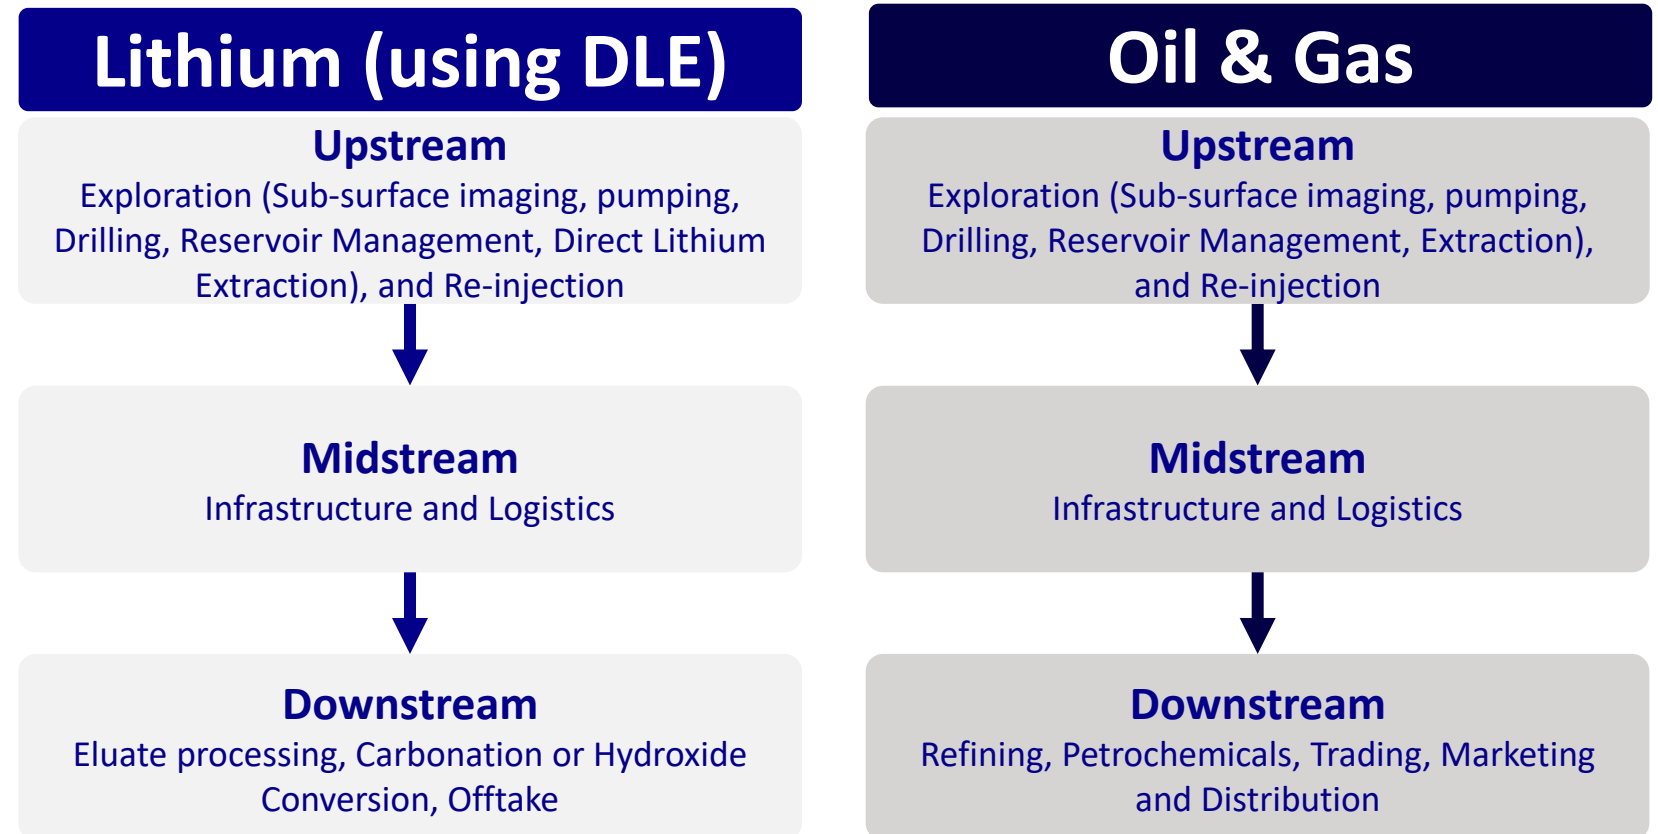 Lithium (using DLE)
Upstream
Exploration (Sub-surface imaging, pumping,
Drilling, Reservoir Management, Direct Lithium
Extraction), and Re-injection
Midstream
Infrastructure and Logistics
Downstream
Eluate processing, Carbonation or Hydroxide
Conversion, Offtake
Oil & Gas
Upstream
Exploration (Sub-surface imaging, pumping,
Drilling, Reservoir Management, Extraction),
and Re-injection
Midstream
Infrastructure and Logistics
Downstream
Refining, Petrochemicals, Trading, Marketing
and Distribution